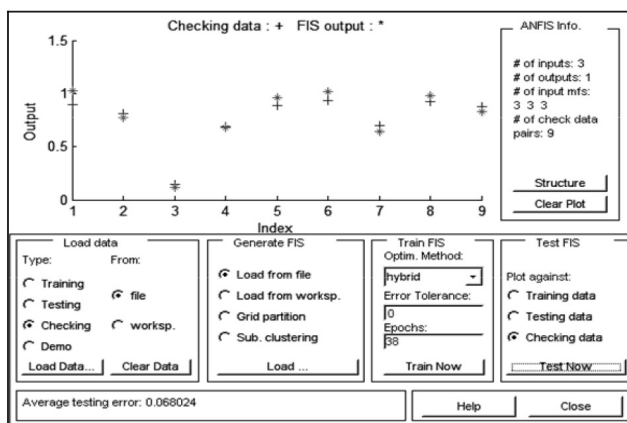 Checking data : +   FIS output : *
1.5
1
0.5
0
Output
1 2 3 4 5 6 7 8 9
Index
ANFIS Info.
# of inputs: 3
# of outputs: 1
# of input mfs:
3 3 3
# of check data
pairs: 9
Structure
Clear Plot
Load data
Type:
From:
Training
Testing
Checking
Demo
file
worksp.
Load Data...
Clear Data
Generate FIS
Load from file
Load from worksp.
Grid partition
Sub. clustering
Load ...
Train FIS
Optim. Method:
hybrid
Error Tolerance:
0
Epochs:
38
Train Now
Test FIS
Plot against:
Training data
Testing data
Checking data
Test Now
Average testing error: 0.068024
Help
Close